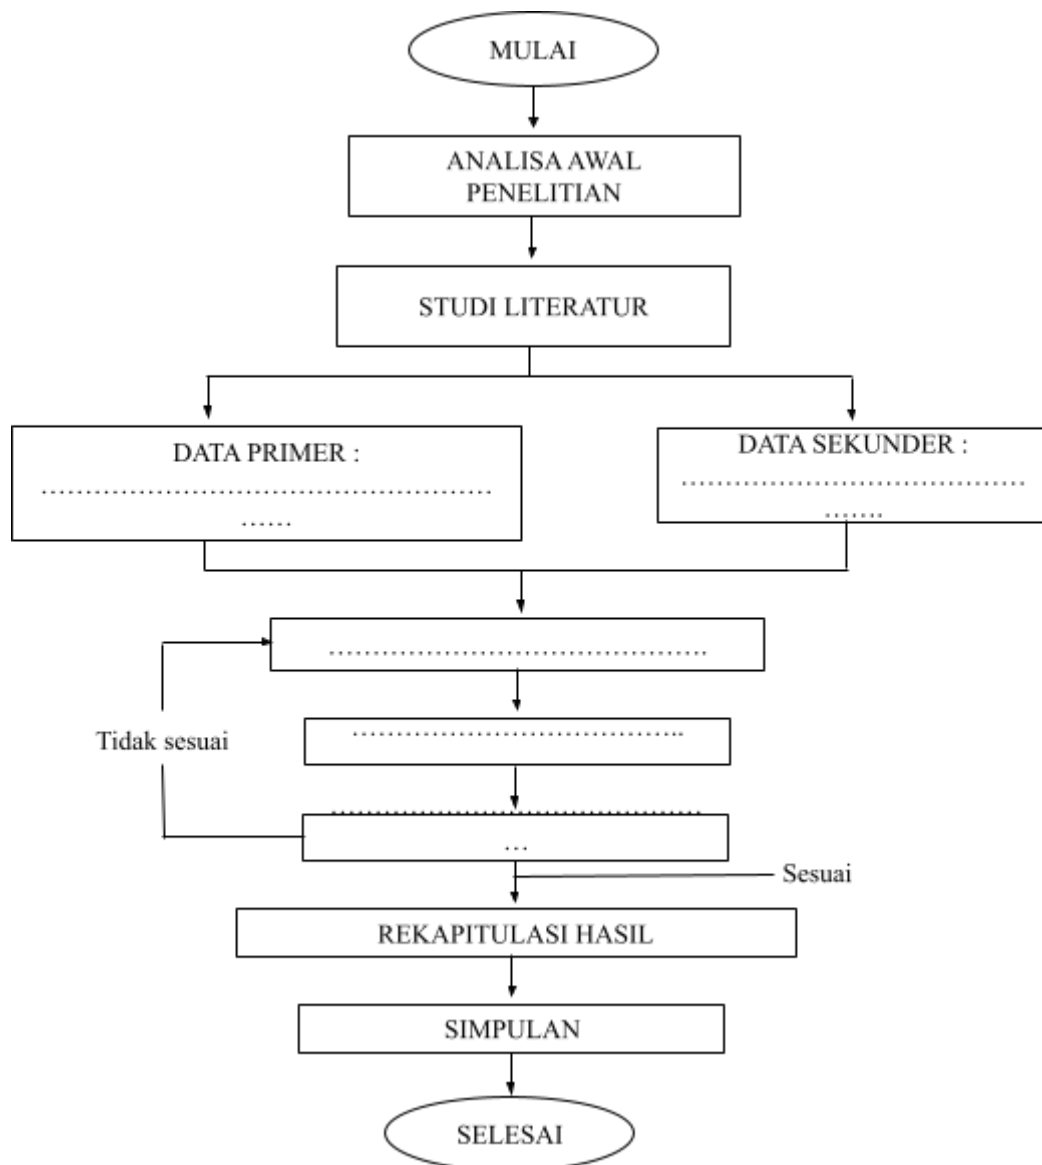 MULAI
ANALISA AWAL
PENELITIAN
STUDI LITERATUR
DATA PRIMER :
……………………………………………
……
DATA SEKUNDER :
…………………………………
…….
…………………………………….
Tidak sesuai
………………………………..
……………………………………
…
Sesuai
REKAPITULASI HASIL
SIMPULAN
SELESAI